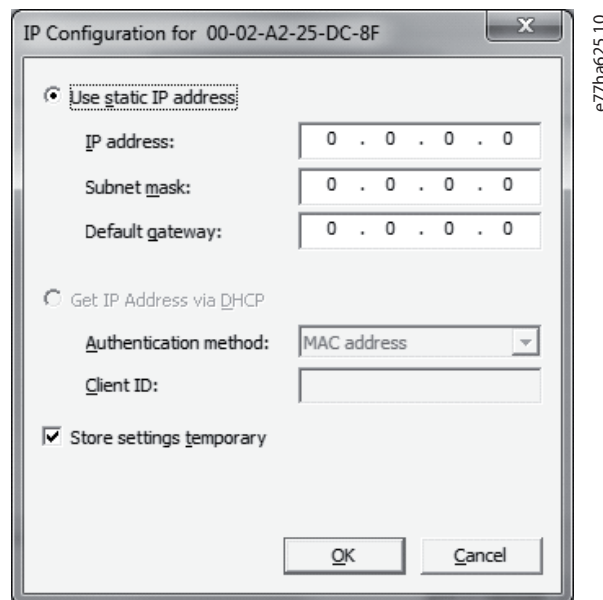 IP Configuration for 00-02-A2-25-DC-8F
x
Use static IP address
IP address: 0 . 0 . 0 . 0
Subnet mask: 0 . 0 . 0 . 0
Default gateway: 0 . 0 . 0 . 0
Get IP Address via DHCP
Authentication method: MAC address
Client ID:
Store settings temporary
OK Cancel
e77ha625.10